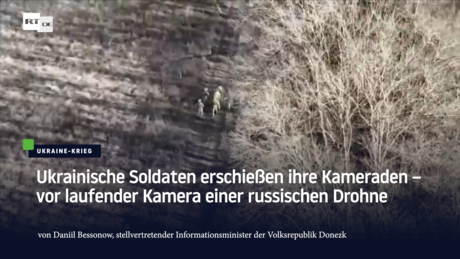 RT DE
UKRAINE-KRIEG
Ukrainische Soldaten erschießen ihre Kameraden –
vor laufender Kamera einer russischen Drohne
von Daniil Bessonow, stellvertretender Informationsminister der Volksrepublik Donezk